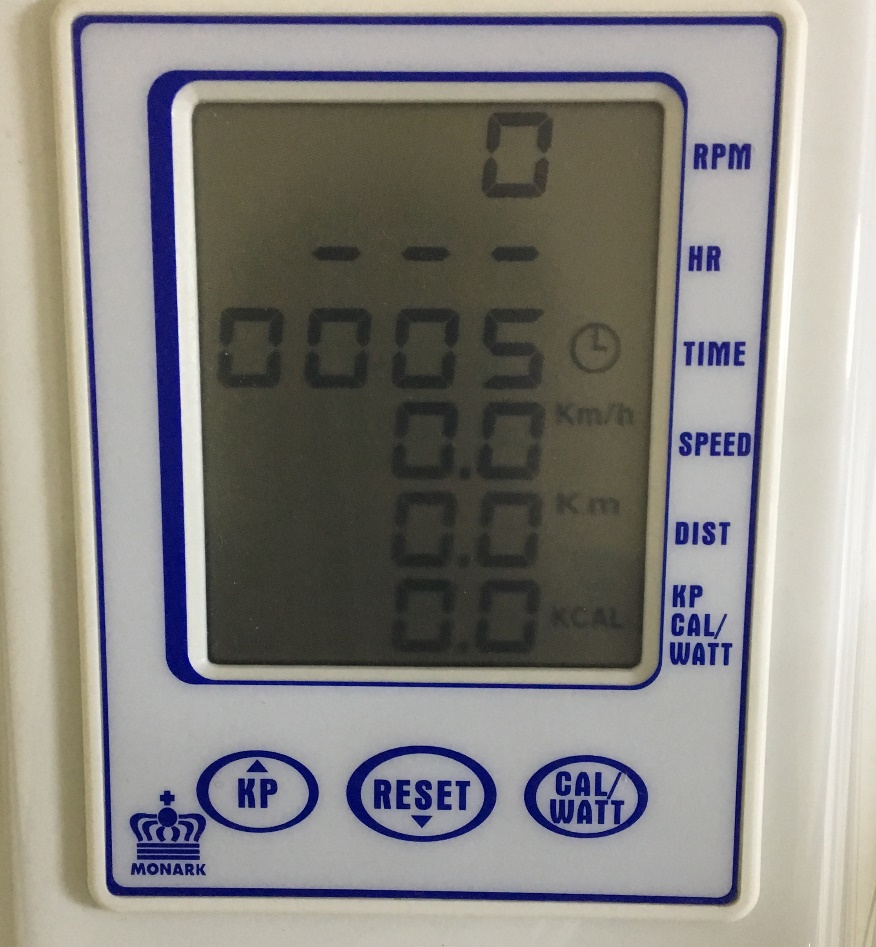 0 RPM
- - - HR
0005 TIME
Km/h
0.0 SPEED
Km
0.0 DIST
KP
0.0 KCAL CAL/
WATT
KP RESET CAL/
WATT
MONARK